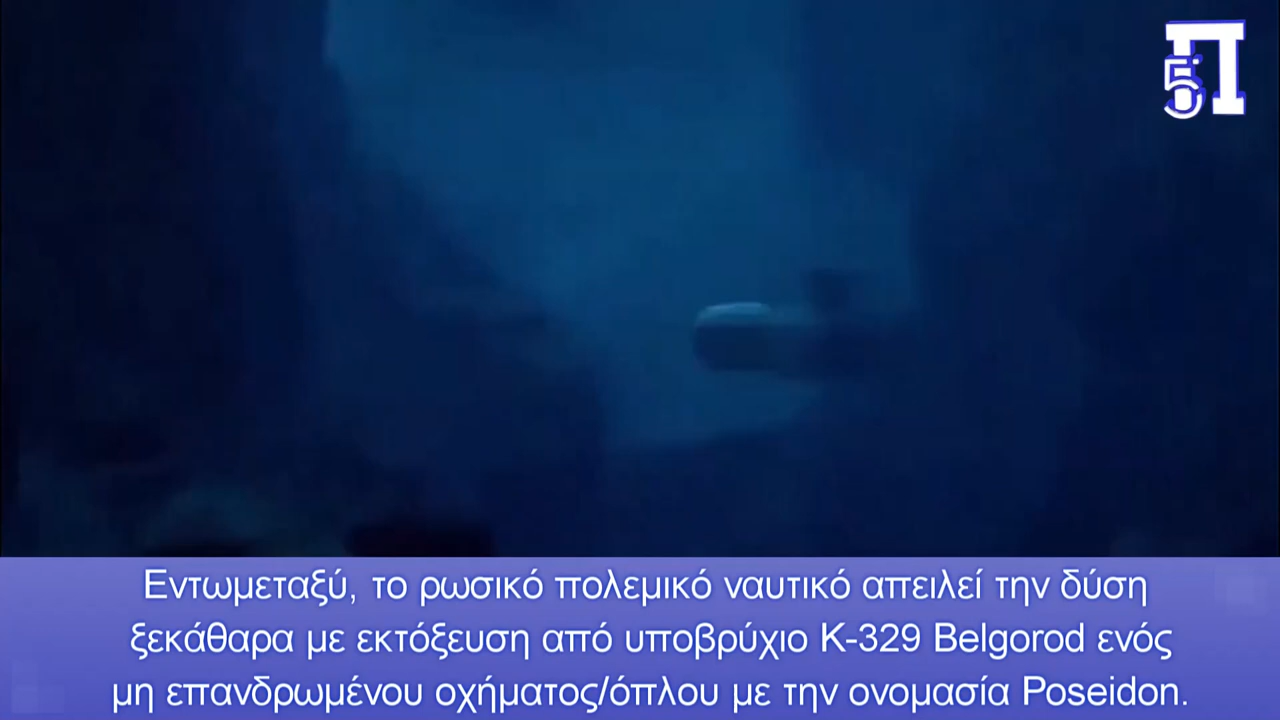 5'Π
Εντωμεταξύ, το ρωσικό πολεμικό ναυτικό απειλεί την δύση
ξεκάθαρα με εκτόξευση από υποβρύχιο K-329 Belgorod ενός
μη επανδρωμένου οχήματος/όπλου με την ονομασία Poseidon.